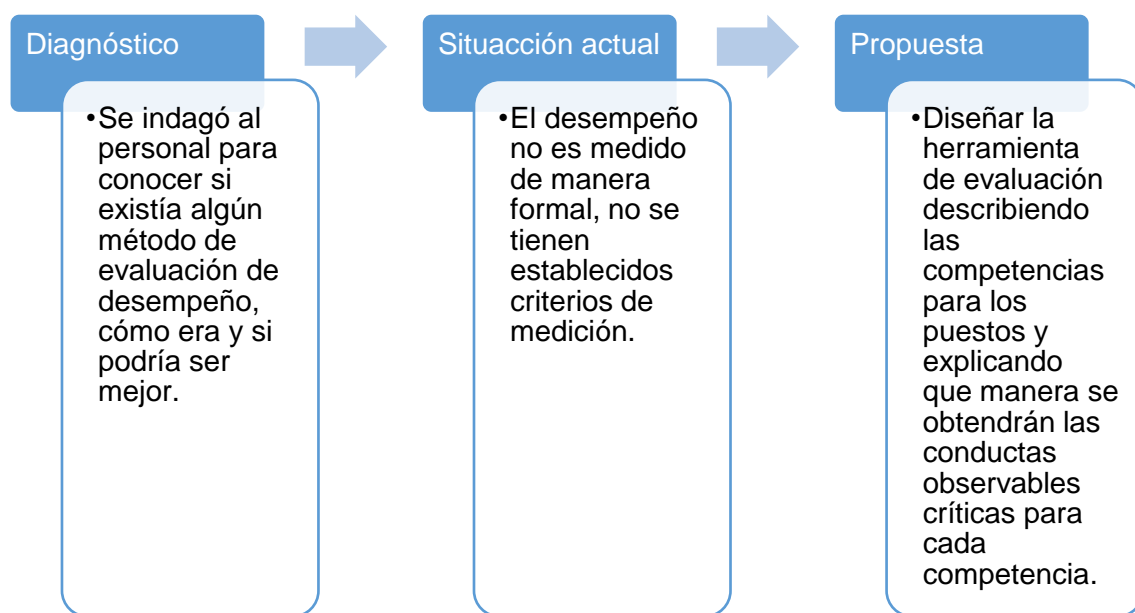 Diagnóstico
•Se indagó al
personal para
conocer si
existía algún
método de
evaluación de
desempeño,
cómo era y si
podría ser
mejor.
Situacción actual
•El desempeño
no es medido
de manera
formal, no se
tienen
establecidos
criterios de
medición.
Propuesta
•Diseñar la
herramienta
de evaluación
describiendo
las
competencias
para los
puestos y
explicando
que manera se
obtendrán las
conductas
observables
críticas para
cada
competencia.